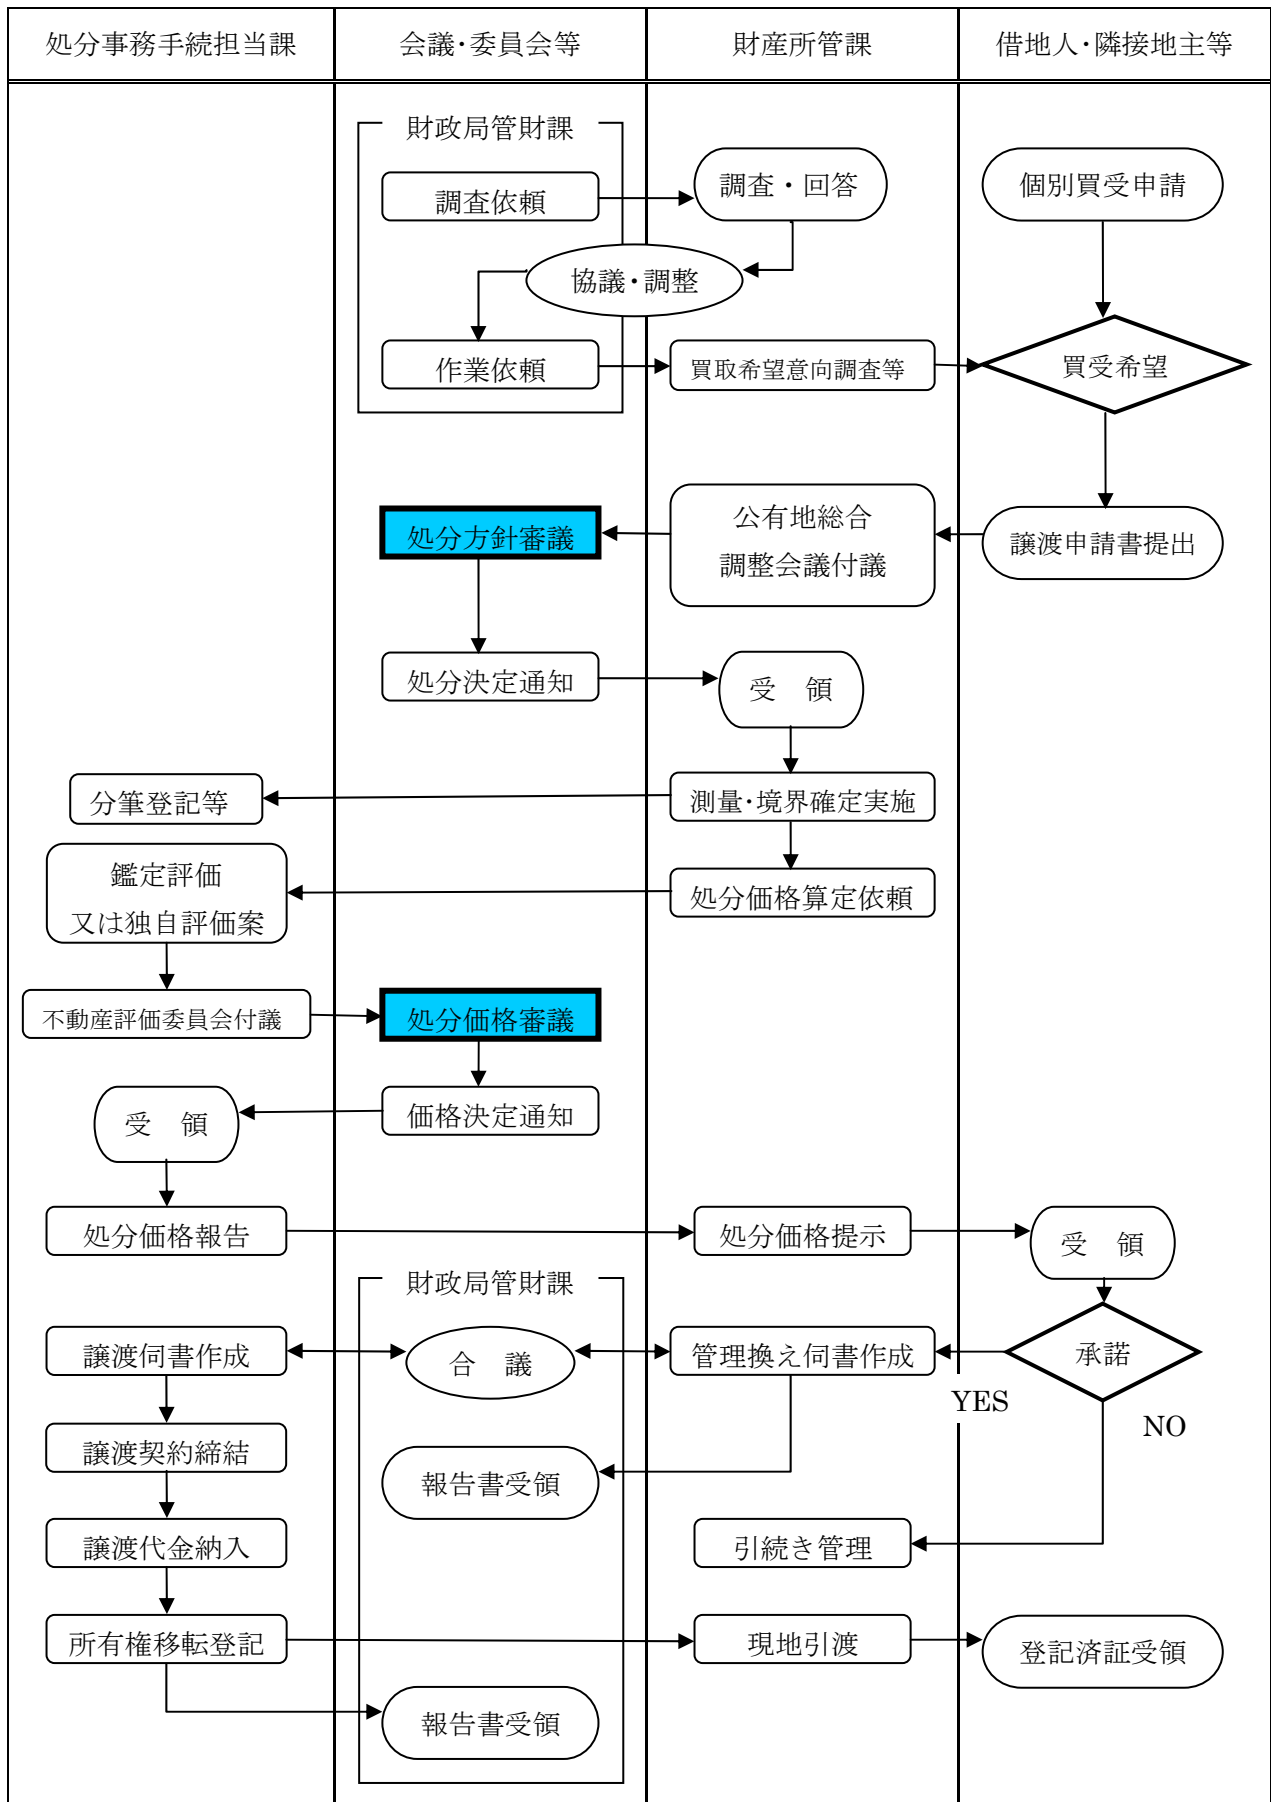 処分事務手続担当課
会議・委員会等
財産所管課
借地人・隣接地主等
財政局管財課
調査依頼
調査・回答
個別買受申請
協議・調整
作業依頼
買取希望意向調査等
買受希望
処分方針審議
公有地総合
調整会議付議
譲渡申請書提出
処分決定通知
受　領
分筆登記等
測量・境界確定実施
鑑定評価
又は独自評価案
処分価格算定依頼
不動産評価委員会付議
処分価格審議
受　領
価格決定通知
処分価格報告
処分価格提示
受　領
財政局管財課
譲渡伺書作成
合　議
管理換え伺書作成
承諾
YES
NO
譲渡契約締結
報告書受領
譲渡代金納入
引続き管理
所有権移転登記
現地引渡
登記済証受領
報告書受領